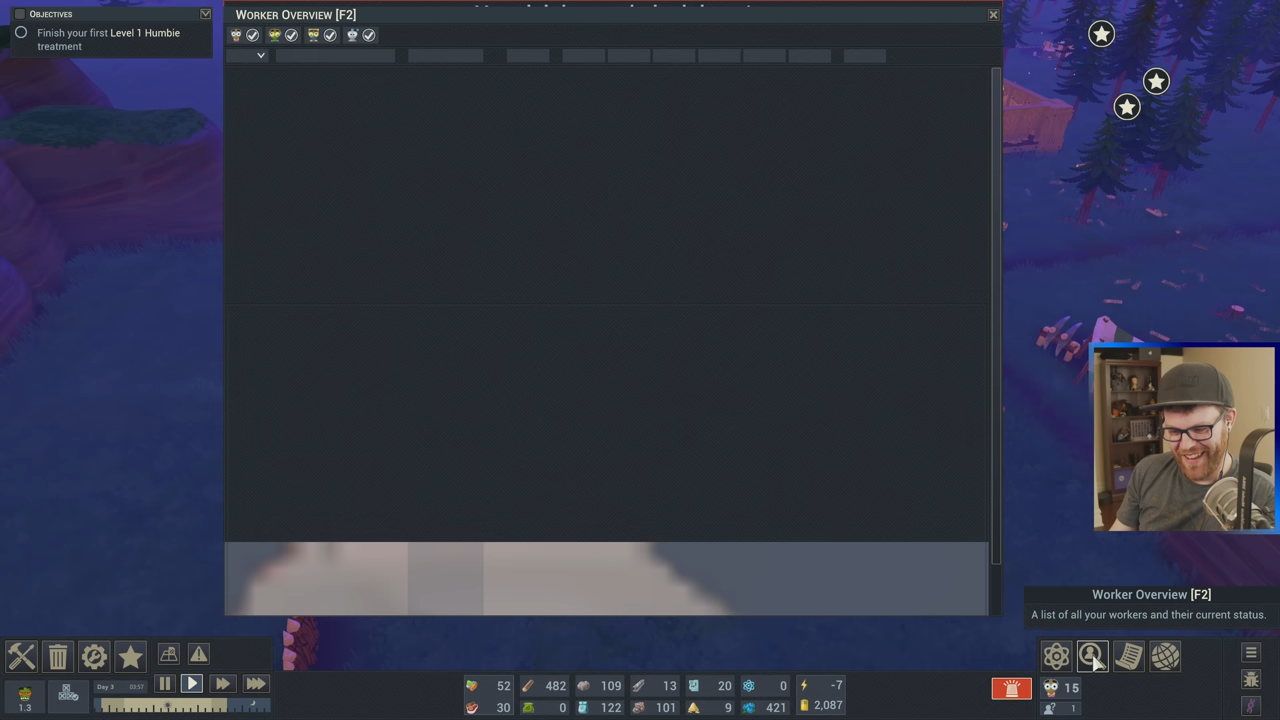 OBJECTIVES
Finish your first Level 1 Humbie
treatment
WORKER OVERVIEW [F2]
Worker Overview [F2]
A list of all your workers and their current status.
1.3
Day 3 03:57
52 482 109 13 20 0 -7
30 0 122 101 9 421 2,087
15
1